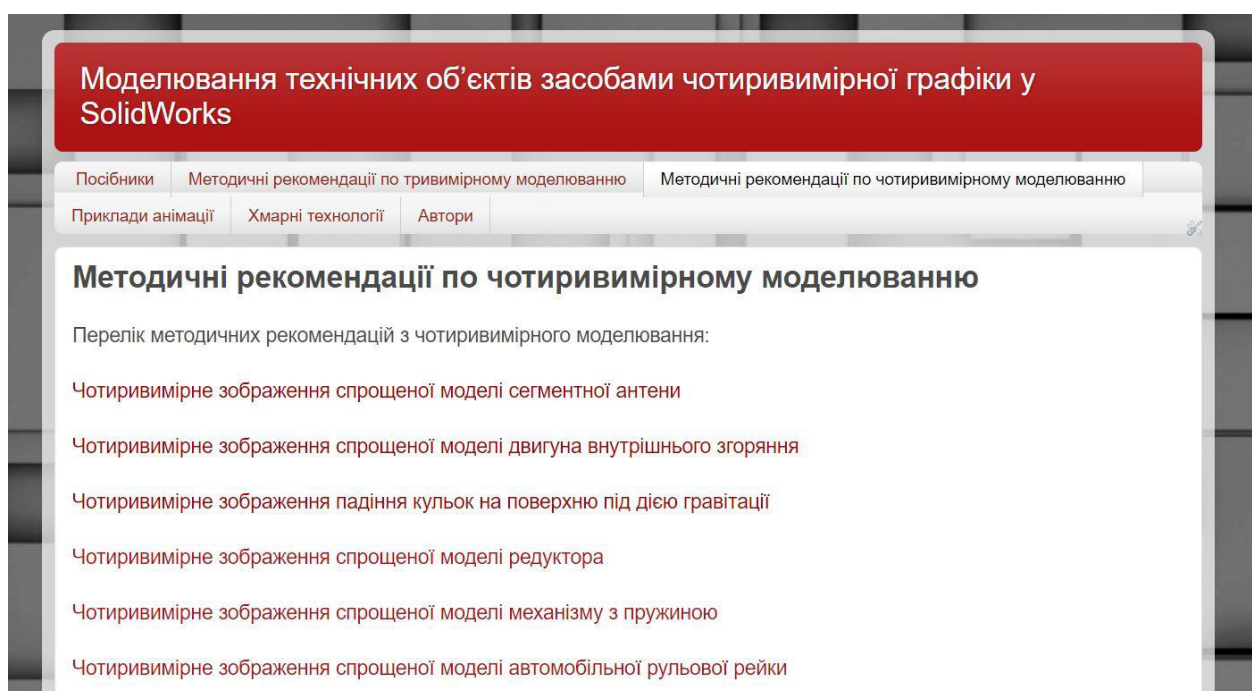 Моделювання технічних об’єктів засобами чотиривимірної графіки у
SolidWorks
Посібники Методичні рекомендації по тривимірному моделюванню Методичні рекомендації по чотиривимірному моделюванню
Приклади анімації Хмарні технології Автори
Методичні рекомендації по чотиривимірному моделюванню
Перелік методичних рекомендацій з чотиривимірного моделювання:
Чотиривимірне зображення спрощеної моделі сегментної антени
Чотиривимірне зображення спрощеної моделі двигуна внутрішнього згоряння
Чотиривимірне зображення падіння кульок на поверхню під дією гравітації
Чотиривимірне зображення спрощеної моделі редуктора
Чотиривимірне зображення спрощеної моделі механізму з пружиною
Чотиривимірне зображення спрощеної моделі автомобільної рульової рейки